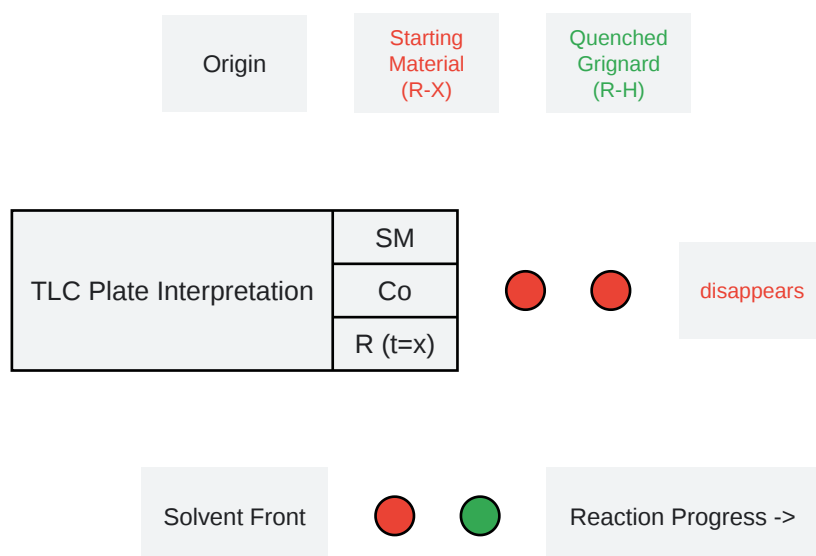 Origin
Starting
Material
(R-X)
Quenched
Grignard
(R-H)
TLC Plate Interpretation
SM
Co
R (t=x)
disappears
Solvent Front
Reaction Progress ->